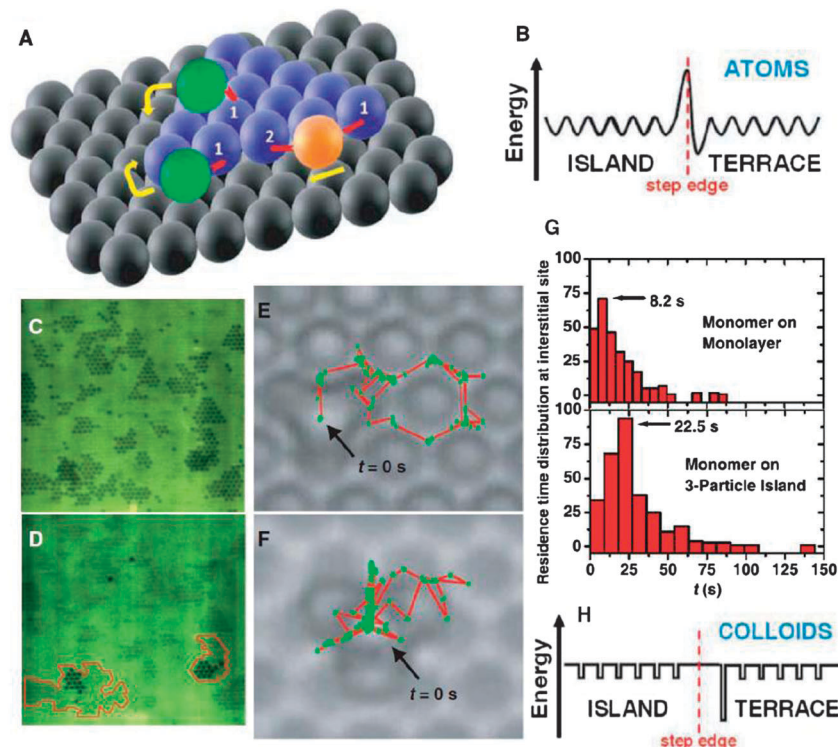 A
1
1
2
1
1
B
ATOMS
Energy
ISLAND
TERRACE
step edge
C
D
E
t = 0 s
F
t = 0 s
G
Residence time distribution at interstitial site
100
75
50
25
0
8.2 s
Monomer on
Monolayer
100
75
50
25
0
22.5 s
Monomer on
3-Particle Island
0 25 50 75 100 125 150
t (s)
H
COLLOIDS
Energy
ISLAND
TERRACE
step edge